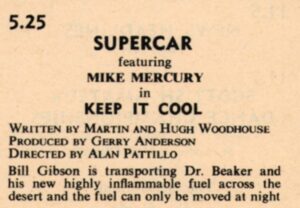 5.25
SUPERCAR
featuring
MIKE MERCURY
in
KEEP IT COOL
WRITTEN BY MARTIN AND HUGH WOODHOUSE
PRODUCED BY GERRY ANDERSON
DIRECTED BY ALAN PATTILLO
Bill Gibson is transporting Dr. Beaker and
his new highly inflammable fuel across the
desert and the fuel can only be moved at night